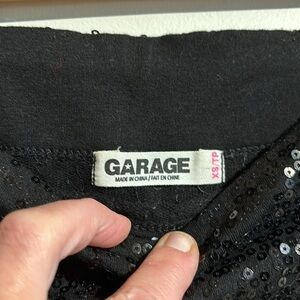 GARAGE
MADE IN CHINA / FAIT EN CHINE
XS/TP